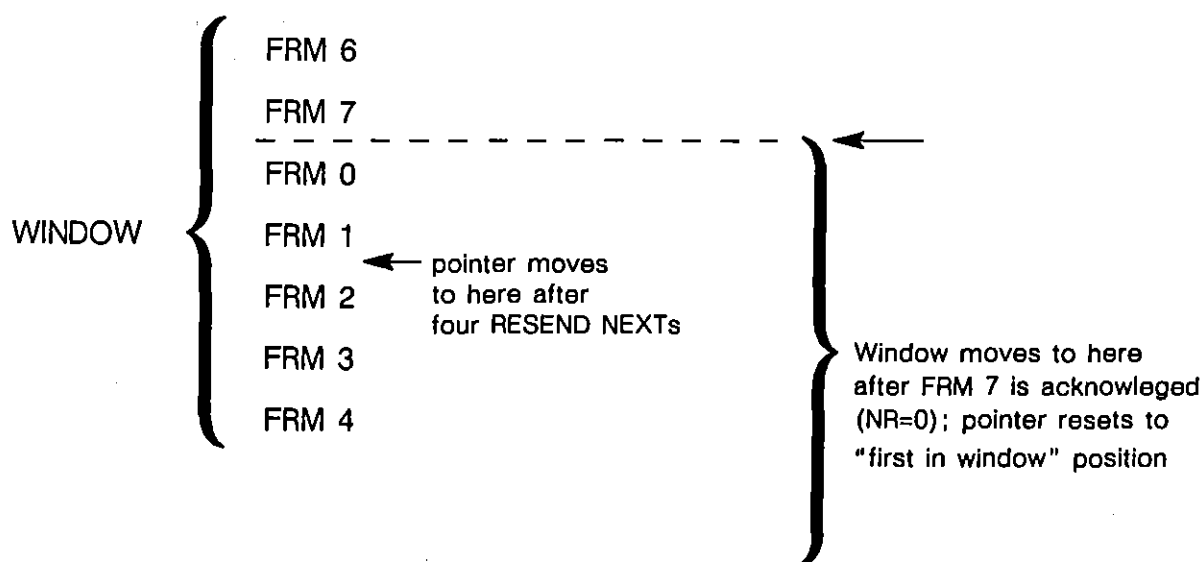 FRM 6
FRM 7
FRM 0
WINDOW
FRM 1
pointer moves
to here after
four RESEND NEXTs
FRM 2
FRM 3
FRM 4
Window moves to here
after FRM 7 is acknowleged
(NR=0); pointer resets to
"first in window" position